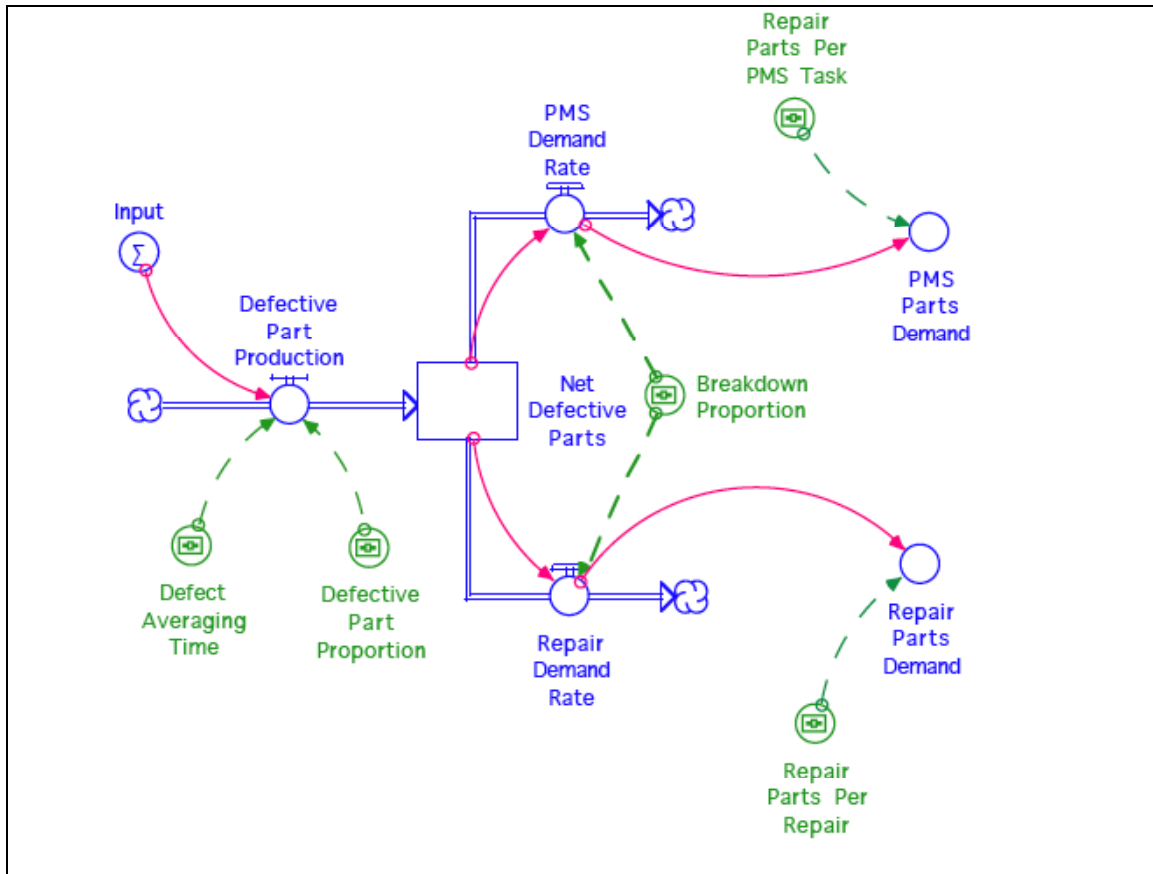 Repair
Parts Per
PMS Task
PMS
Demand
Rate
Input
Σ
PMS
Parts
Demand
Defective
Part
Production
Net
Defective
Parts
Breakdown
Proportion
Defect
Averaging
Time
Defective
Part
Proportion
Repair
Demand
Rate
Repair
Parts
Demand
Repair
Parts Per
Repair